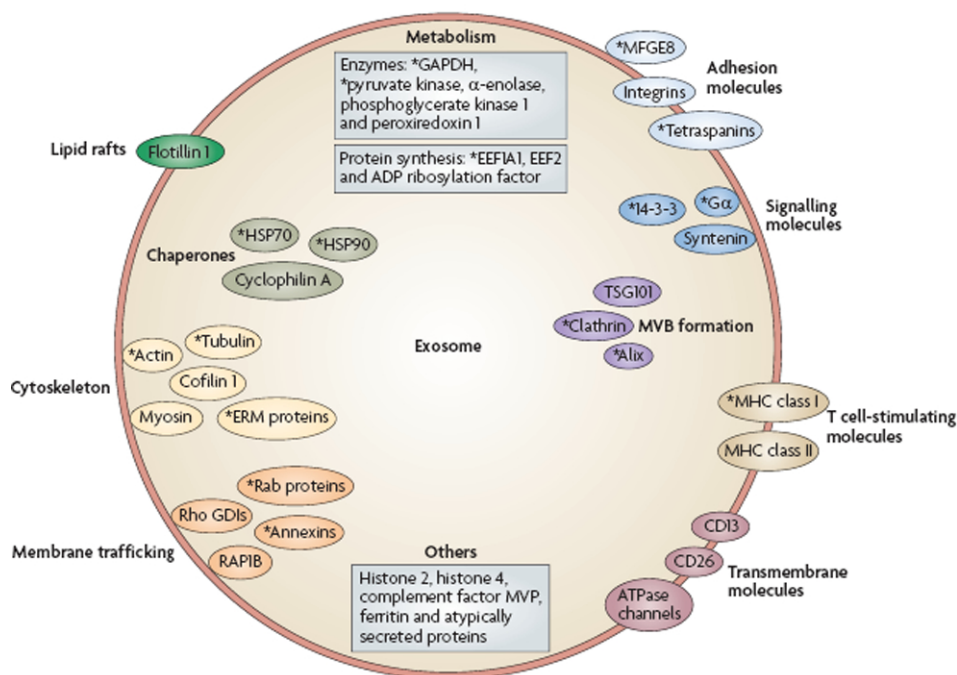 Metabolism
Enzymes: *GAPDH,
*pyruvate kinase, α-enolase,
phosphoglycerate kinase 1
and peroxiredoxin 1
Protein synthesis: *EEF1A1, EEF2
and ADP ribosylation factor
*MFGE8
Integrins
*Tetraspanins
Adhesion
molecules
Lipid rafts
Flotillin 1
*14-3-3
*Gα
Syntenin
Signalling
molecules
Chaperones
*HSP70
*HSP90
Cyclophilin A
TSG101
*Clathrin
*Alix
MVB formation
Exosome
Cytoskeleton
*Actin
*Tubulin
Cofilin 1
Myosin
*ERM proteins
*MHC class I
MHC class II
T cell-stimulating
molecules
Membrane trafficking
*Rab proteins
Rho GDIs
*Annexins
RAP1B
CD13
CD26
ATPase
channels
Transmembrane
molecules
Others
Histone 2, histone 4,
complement factor MVP,
ferritin and atypically
secreted proteins